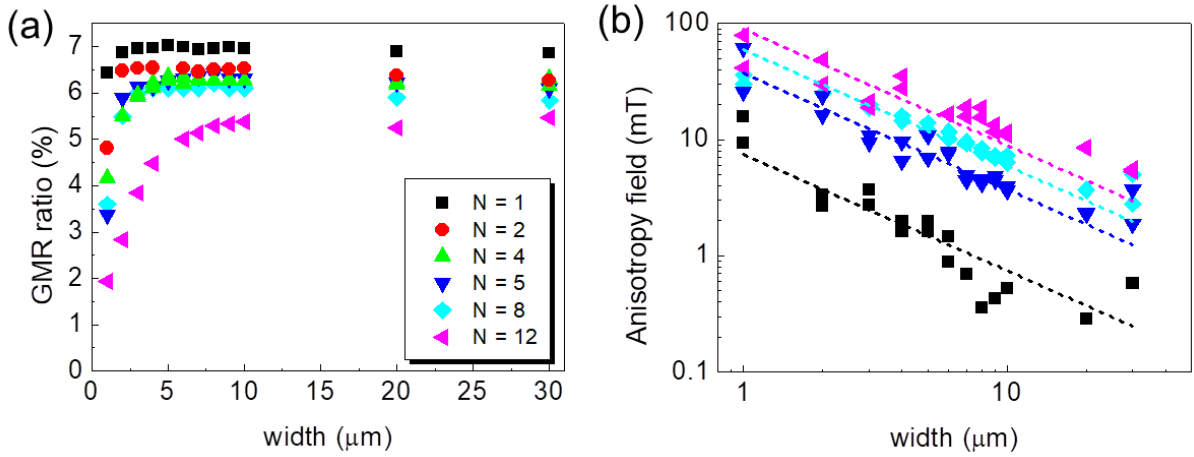 (a)
7
6
5
4
3
2
1
0
GMR ratio (%)
0 5 10 15 20 25 30
width (μm)
N = 1
N = 2
N = 4
N = 5
N = 8
N = 12
(b)
100
10
1
0.1
Anisotropy field (mT)
1 10
width (μm)